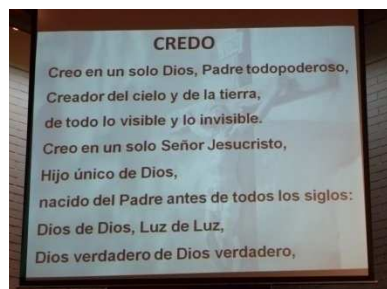 CREDO
Creo en un solo Dios, Padre todopoderoso,
Creador del cielo y de la tierra,
de todo lo visible y lo invisible.
Creo en un solo Señor Jesucristo,
Hijo único de Dios,
nacido del Padre antes de todos los siglos:
Dios de Dios, Luz de Luz,
Dios verdadero de Dios verdadero,